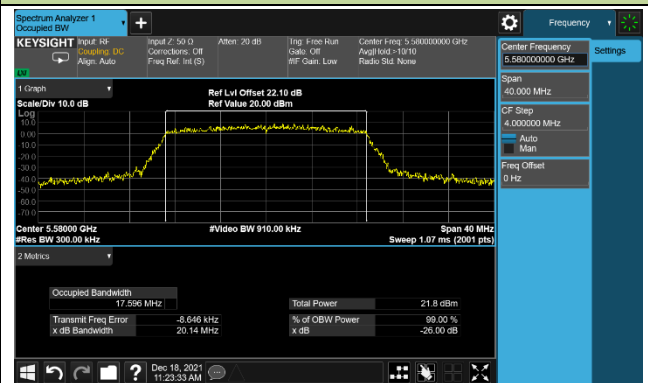 Spectrum Analyzer 1
Occupied BW
Frequency
KEYSIGHT
Input: RF
Coupling: DC
Align: Auto
Input Z: 50 Ω
Corrections: Off
Freq Ref: Int (S)
Atten: 20 dB
Trig: Free Run
Gate: Off
#IF Gain: Low
Center Freq: 5.580000000 GHz
Avg|Hold >10/10
Radio Std: None
LXI
Center Frequency
5.580000000 GHz
Settings
Span
40.000 MHz
CF Step
4.000000 MHz
Auto
Man
Freq Offset
0 Hz
1 Graph
Scale/Div 10.0 dB
Ref Lvl Offset 22.10 dB
Ref Value 20.00 dBm
Log
10.0
0.00
-10.0
-20.0
-30.0
-40.0
-50.0
-60.0
-70.0
Center 5.58000 GHz
#Res BW 300.00 kHz
#Video BW 910.00 kHz
Span 40 MHz
Sweep 1.07 ms (2001 pts)
2 Metrics
Occupied Bandwidth
17.596 MHz
Transmit Freq Error -8.646 kHz
x dB Bandwidth 20.14 MHz
Total Power 21.8 dBm
% of OBW Power 99.00 %
x dB -26.00 dB
?
Dec 18, 2021
11:23:33 AM